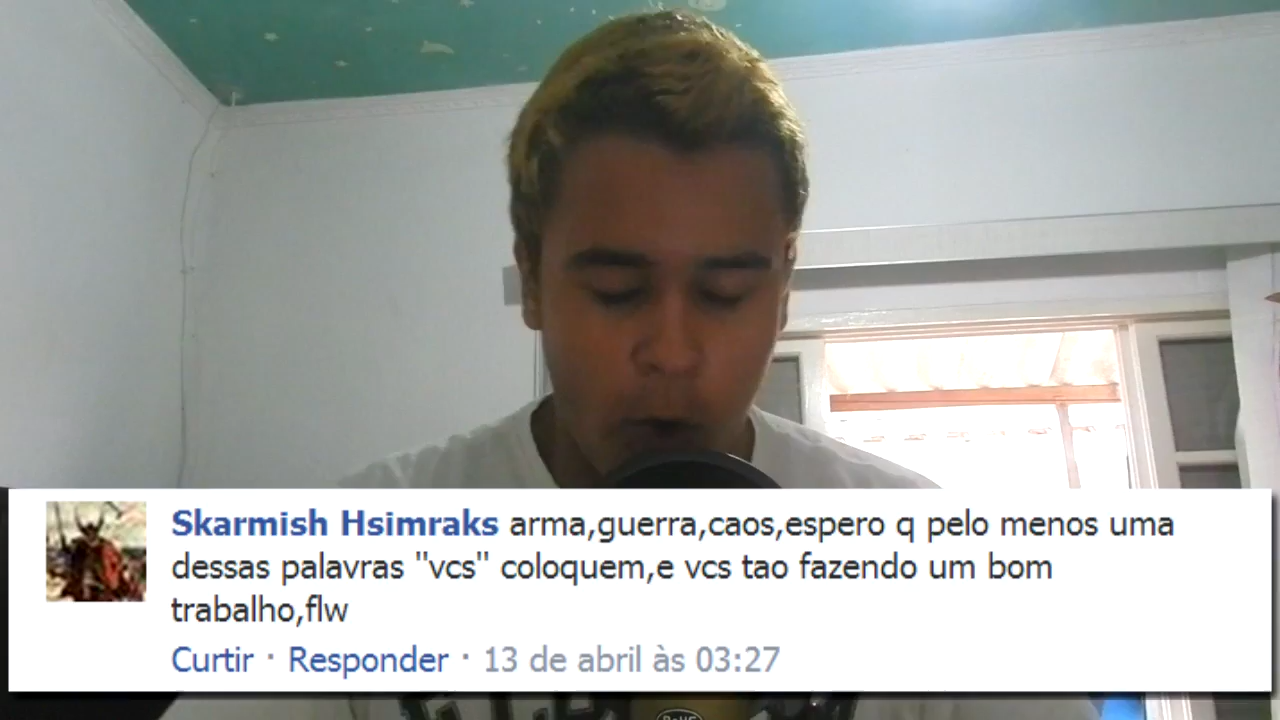 Skarmish Hsimraks arma,guerra,caos,espero q pelo menos uma
dessas palavras "vcs" coloquem,e vcs tao fazendo um bom
trabalho,flw
Curtir · Responder · 13 de abril às 03:27